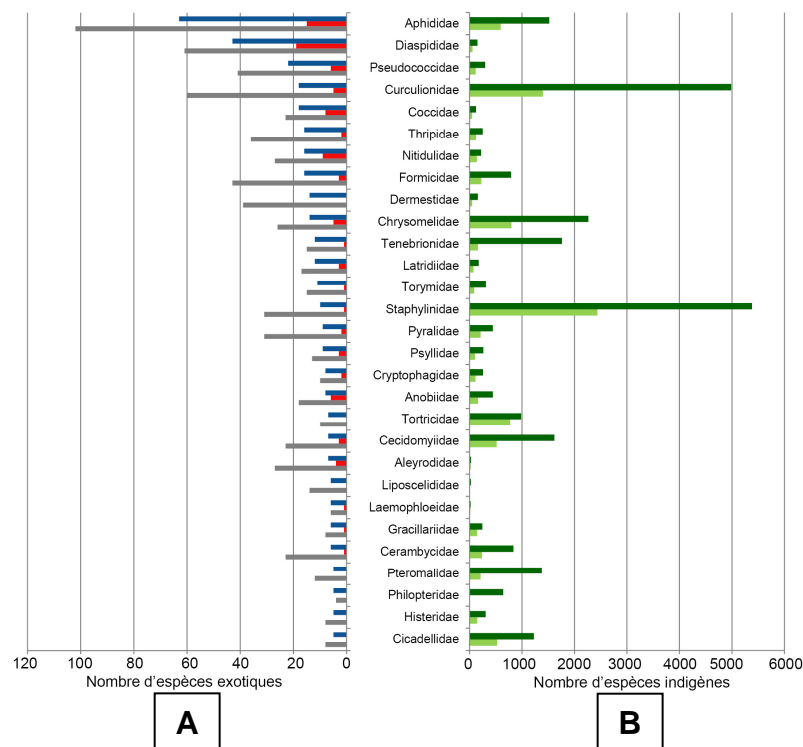 Aphididae
Diaspididae
Pseudococcidae
Curculionidae
Coccidae
Thripidae
Nitidulidae
Formicidae
Dermestidae
Chrysomelidae
Tenebrionidae
Latridiidae
Torymidae
Staphylinidae
Pyralidae
Psyllidae
Cryptophagidae
Anobiidae
Tortricidae
Cecidomyiidae
Aleyrodidae
Liposcelididae
Laemophloeidae
Gracillariidae
Cerambycidae
Pteromalidae
Philopteridae
Histeridae
Cicadellidae
120 100 80 60 40 20 0
0 1000 2000 3000 4000 5000 6000
Nombre d'espèces exotiques
Nombre d'espèces indigènes
A
B